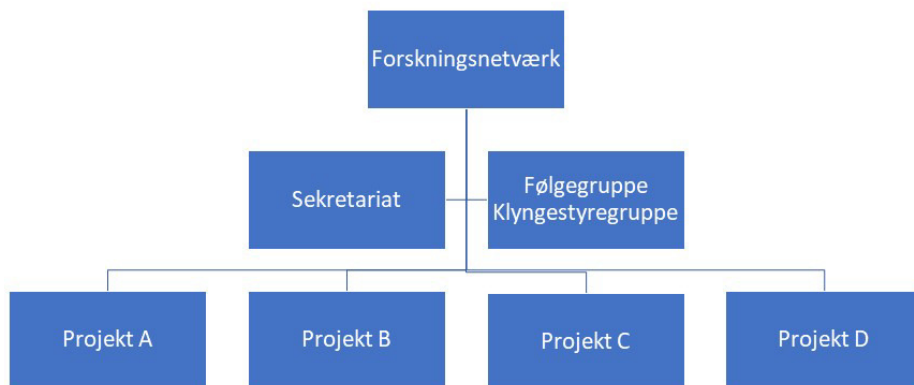 Forskningsnetværk
Sekretariat
Følgegruppe
Klyngestyregruppe
Projekt A
Projekt B
Projekt C
Projekt D